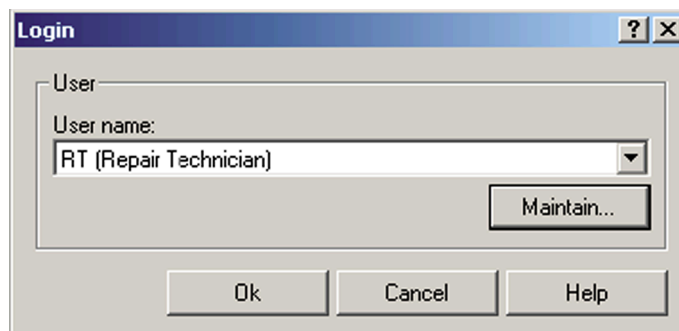 Login
User
User name:
RT (Repair Technician)
Maintain...
Ok Cancel Help